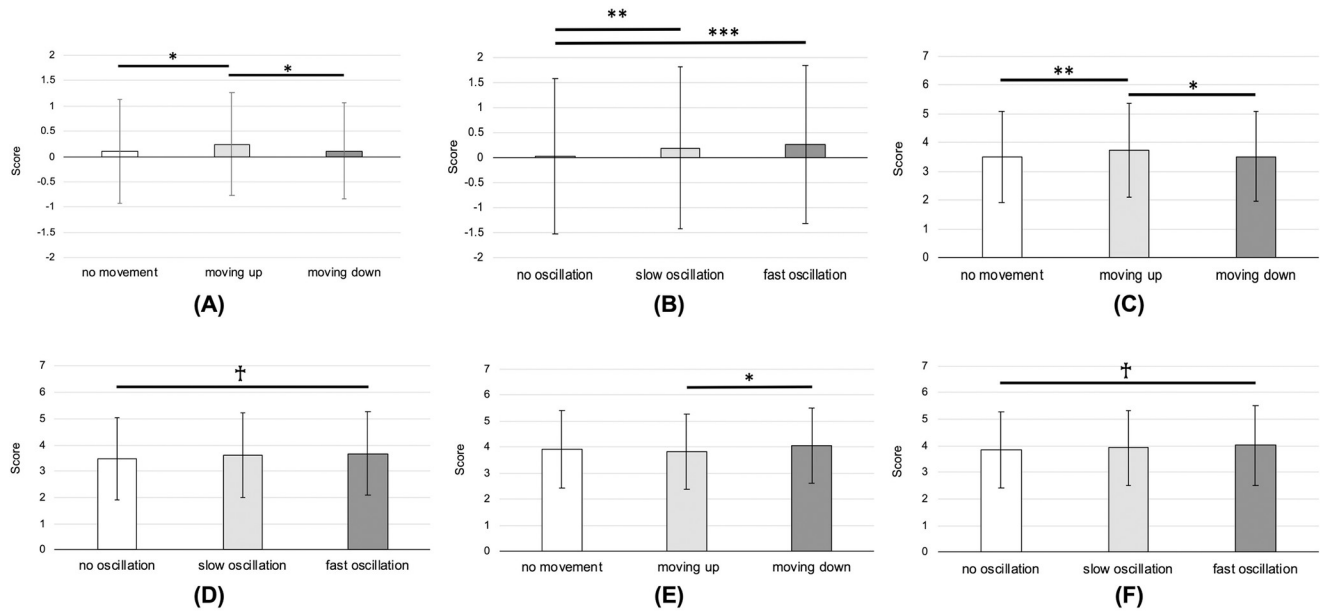 **
***
2
1.5
1
0.5
0
-0.5
-1
-1.5
-2
Score
*
*
no movement
moving up
moving down
(A)
2
1.5
1
0.5
0
-0.5
-1
-1.5
-2
Score
no oscillation
slow oscillation
fast oscillation
(B)
7
6
5
4
3
2
1
0
Score
**
*
no movement
moving up
moving down
(C)
7
6
5
4
3
2
1
0
Score
†
no oscillation
slow oscillation
fast oscillation
(D)
7
6
5
4
3
2
1
0
Score
*
no movement
moving up
moving down
(E)
7
6
5
4
3
2
1
0
Score
†
no oscillation
slow oscillation
fast oscillation
(F)